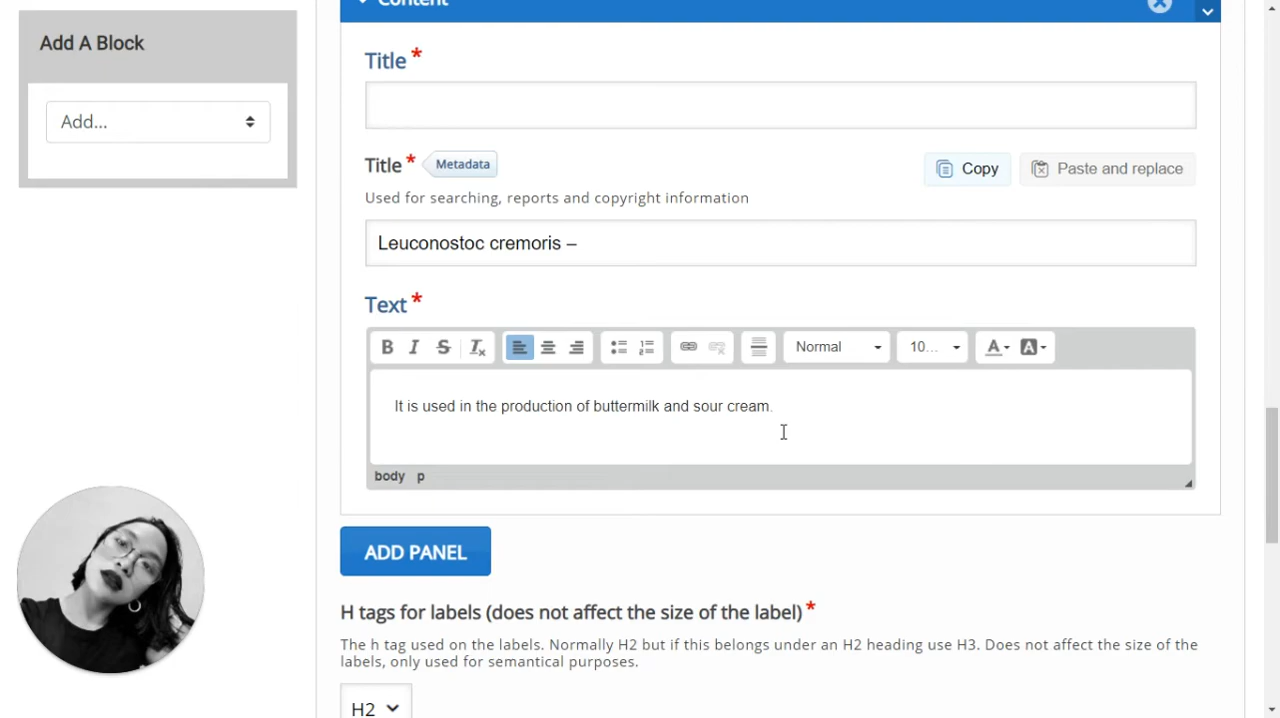 Content
Add A Block
Title *
Add...
Title * Metadata
Copy
Paste and replace
Used for searching, reports and copyright information
Leuconostoc cremoris –
Text *
B I S Tx
Normal
10...
A
A
It is used in the production of buttermilk and sour cream.
body p
ADD PANEL
H tags for labels (does not affect the size of the label) *
The h tag used on the labels. Normally H2 but if this belongs under an H2 heading use H3. Does not affect the size of the
labels, only used for semantical purposes.
H2